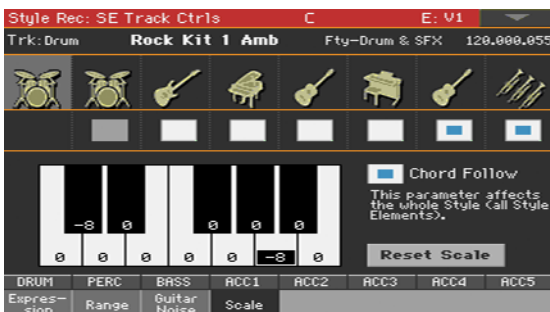 Style Rec: SE Track Ctrls C E: V1
Trk:Drum Rock Kit 1 Amb Fty-Drum & SFX 120.000.055
Chord Follow
This parameter affects
the whole Style (all Style
Elements).
-8 0 0 0 0
0 0 0 0 0 -8 0
Reset Scale
DRUM PERC BASS ACC1 ACC2 ACC3 ACC4 ACC5
Expres-
sion Range Guitar
Noise Scale